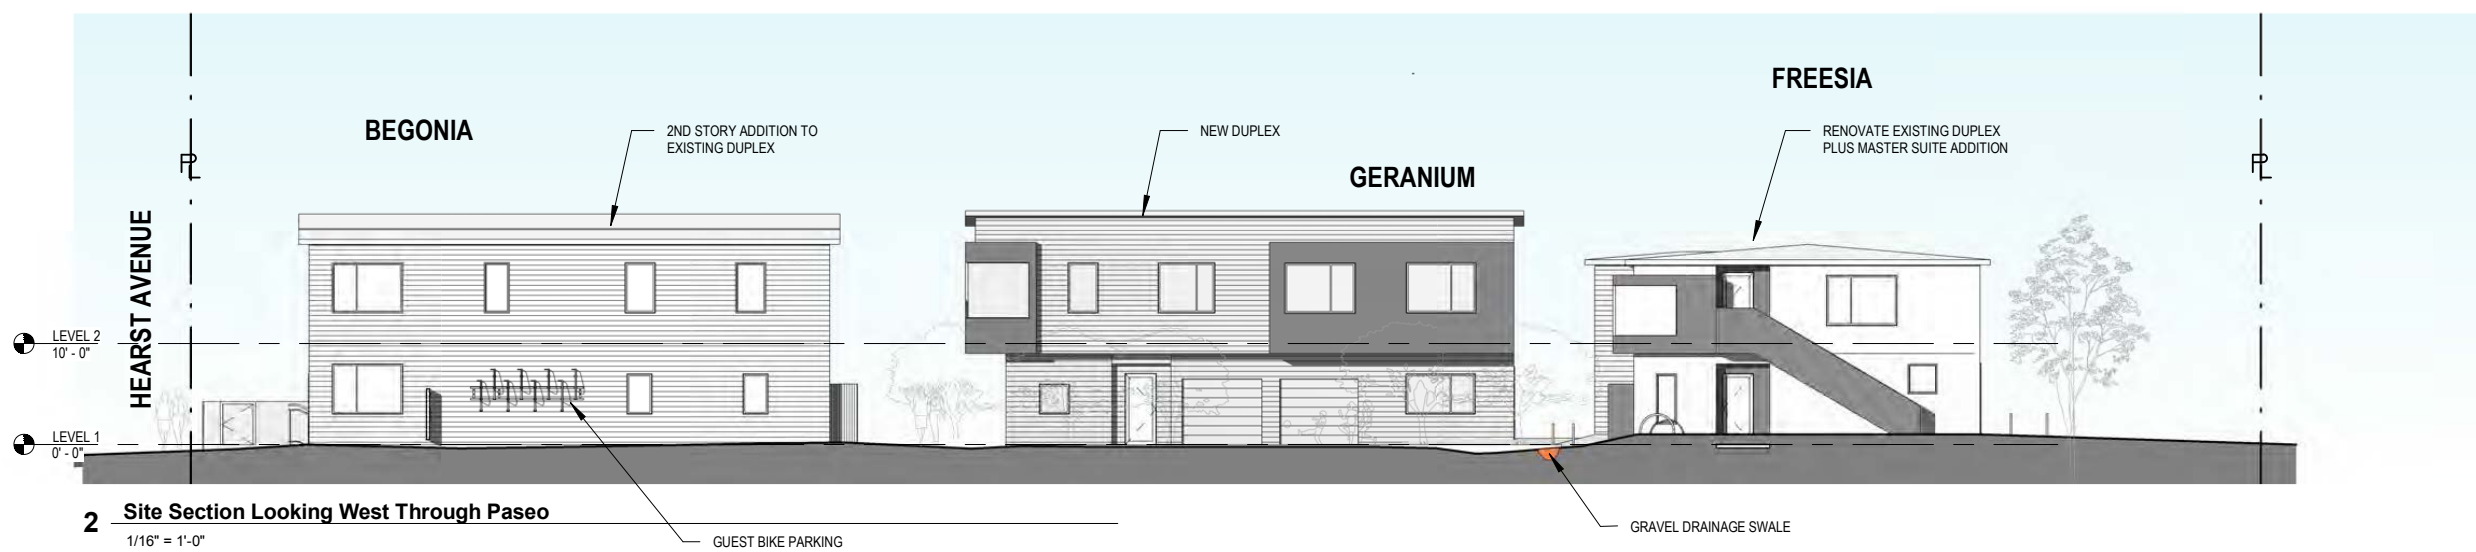 FREESIA
BEGONIA
2ND STORY ADDITION TO
EXISTING DUPLEX
NEW DUPLEX
RENOVATE EXISTING DUPLEX
PLUS MASTER SUITE ADDITION
PL
PL
GERANIUM
HEARST AVENUE
LEVEL 2
10' - 0"
LEVEL 1
0' - 0"
2
Site Section Looking West Through Paseo
1/16" = 1'-0"
GUEST BIKE PARKING
GRAVEL DRAINAGE SWALE